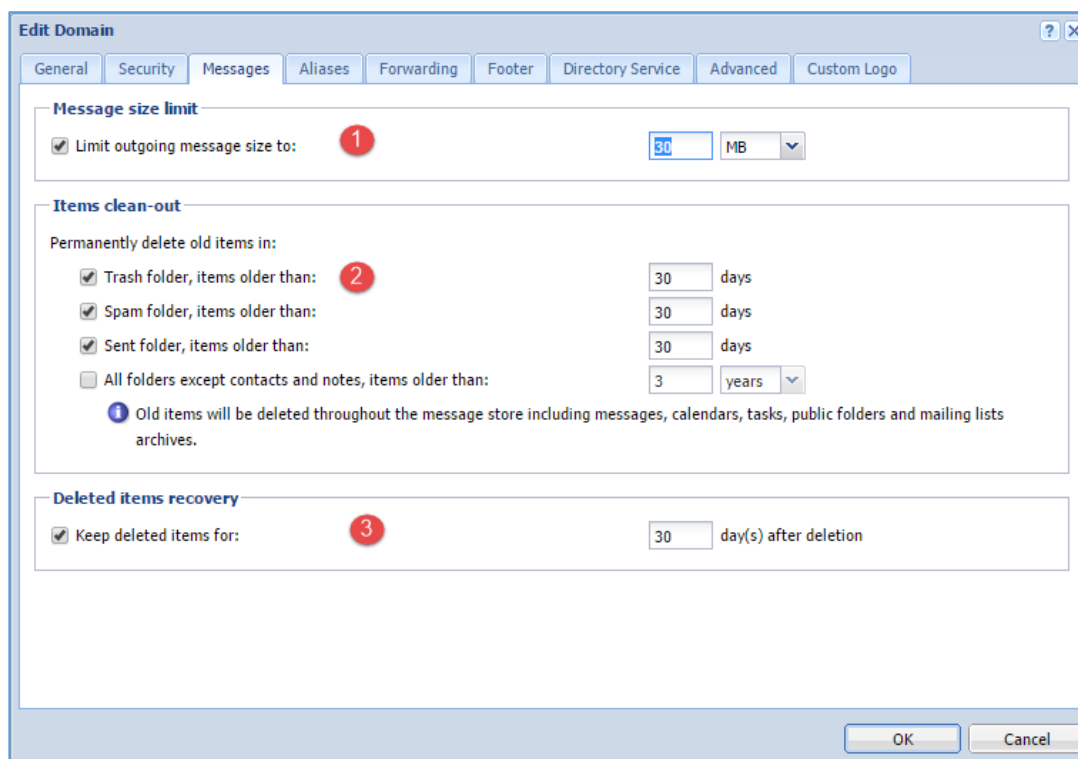 Edit Domain ? X
General Security Messages Aliases Forwarding Footer Directory Service Advanced Custom Logo
Message size limit
Limit outgoing message size to: 1 30 MB
Items clean-out
Permanently delete old items in:
Trash folder, items older than: 2 30 days
Spam folder, items older than: 30 days
Sent folder, items older than: 30 days
All folders except contacts and notes, items older than: 3 years
i Old items will be deleted throughout the message store including messages, calendars, tasks, public folders and mailing lists
archives.
Deleted items recovery
Keep deleted items for: 3 30 day(s) after deletion
OK Cancel